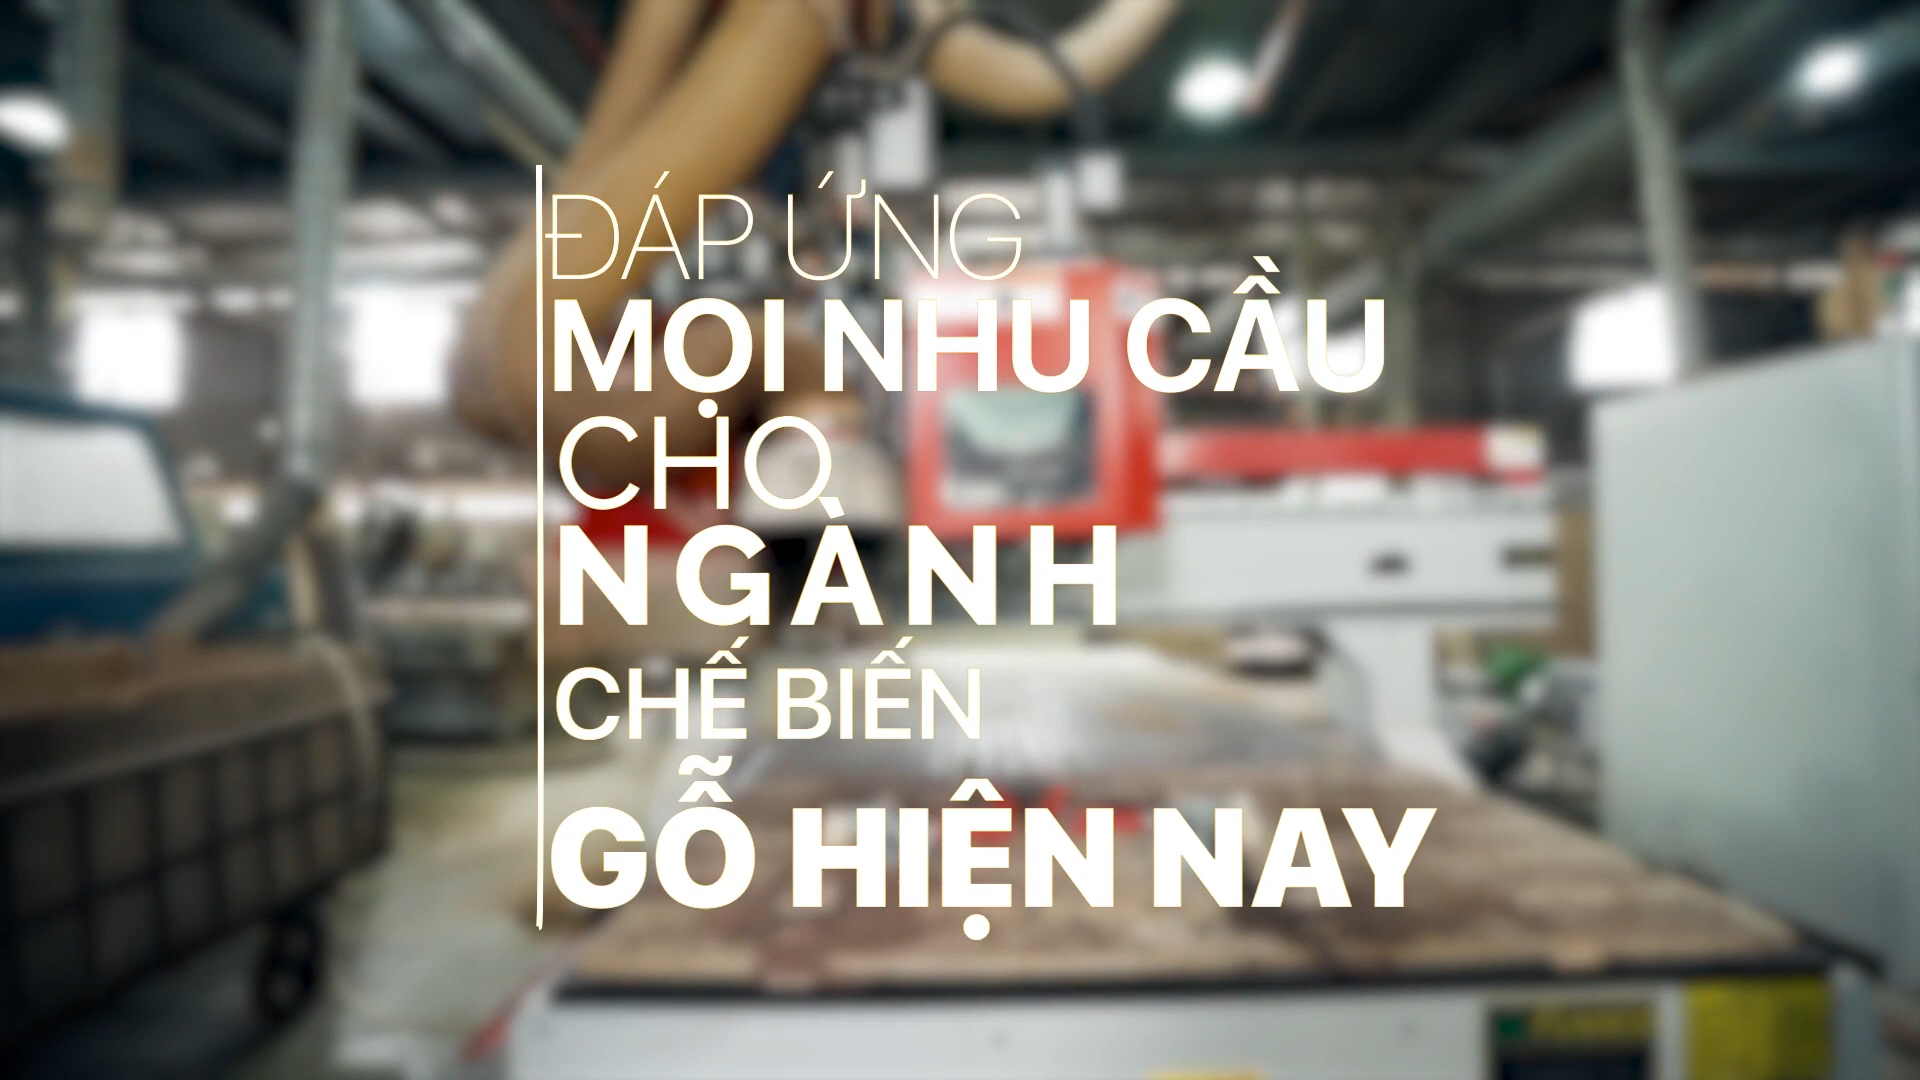 ĐÁP ỨNG
MỌI NHU CẦU
CHO
NGÀNH
CHẾ BIẾN
GỖ HIỆN NAY